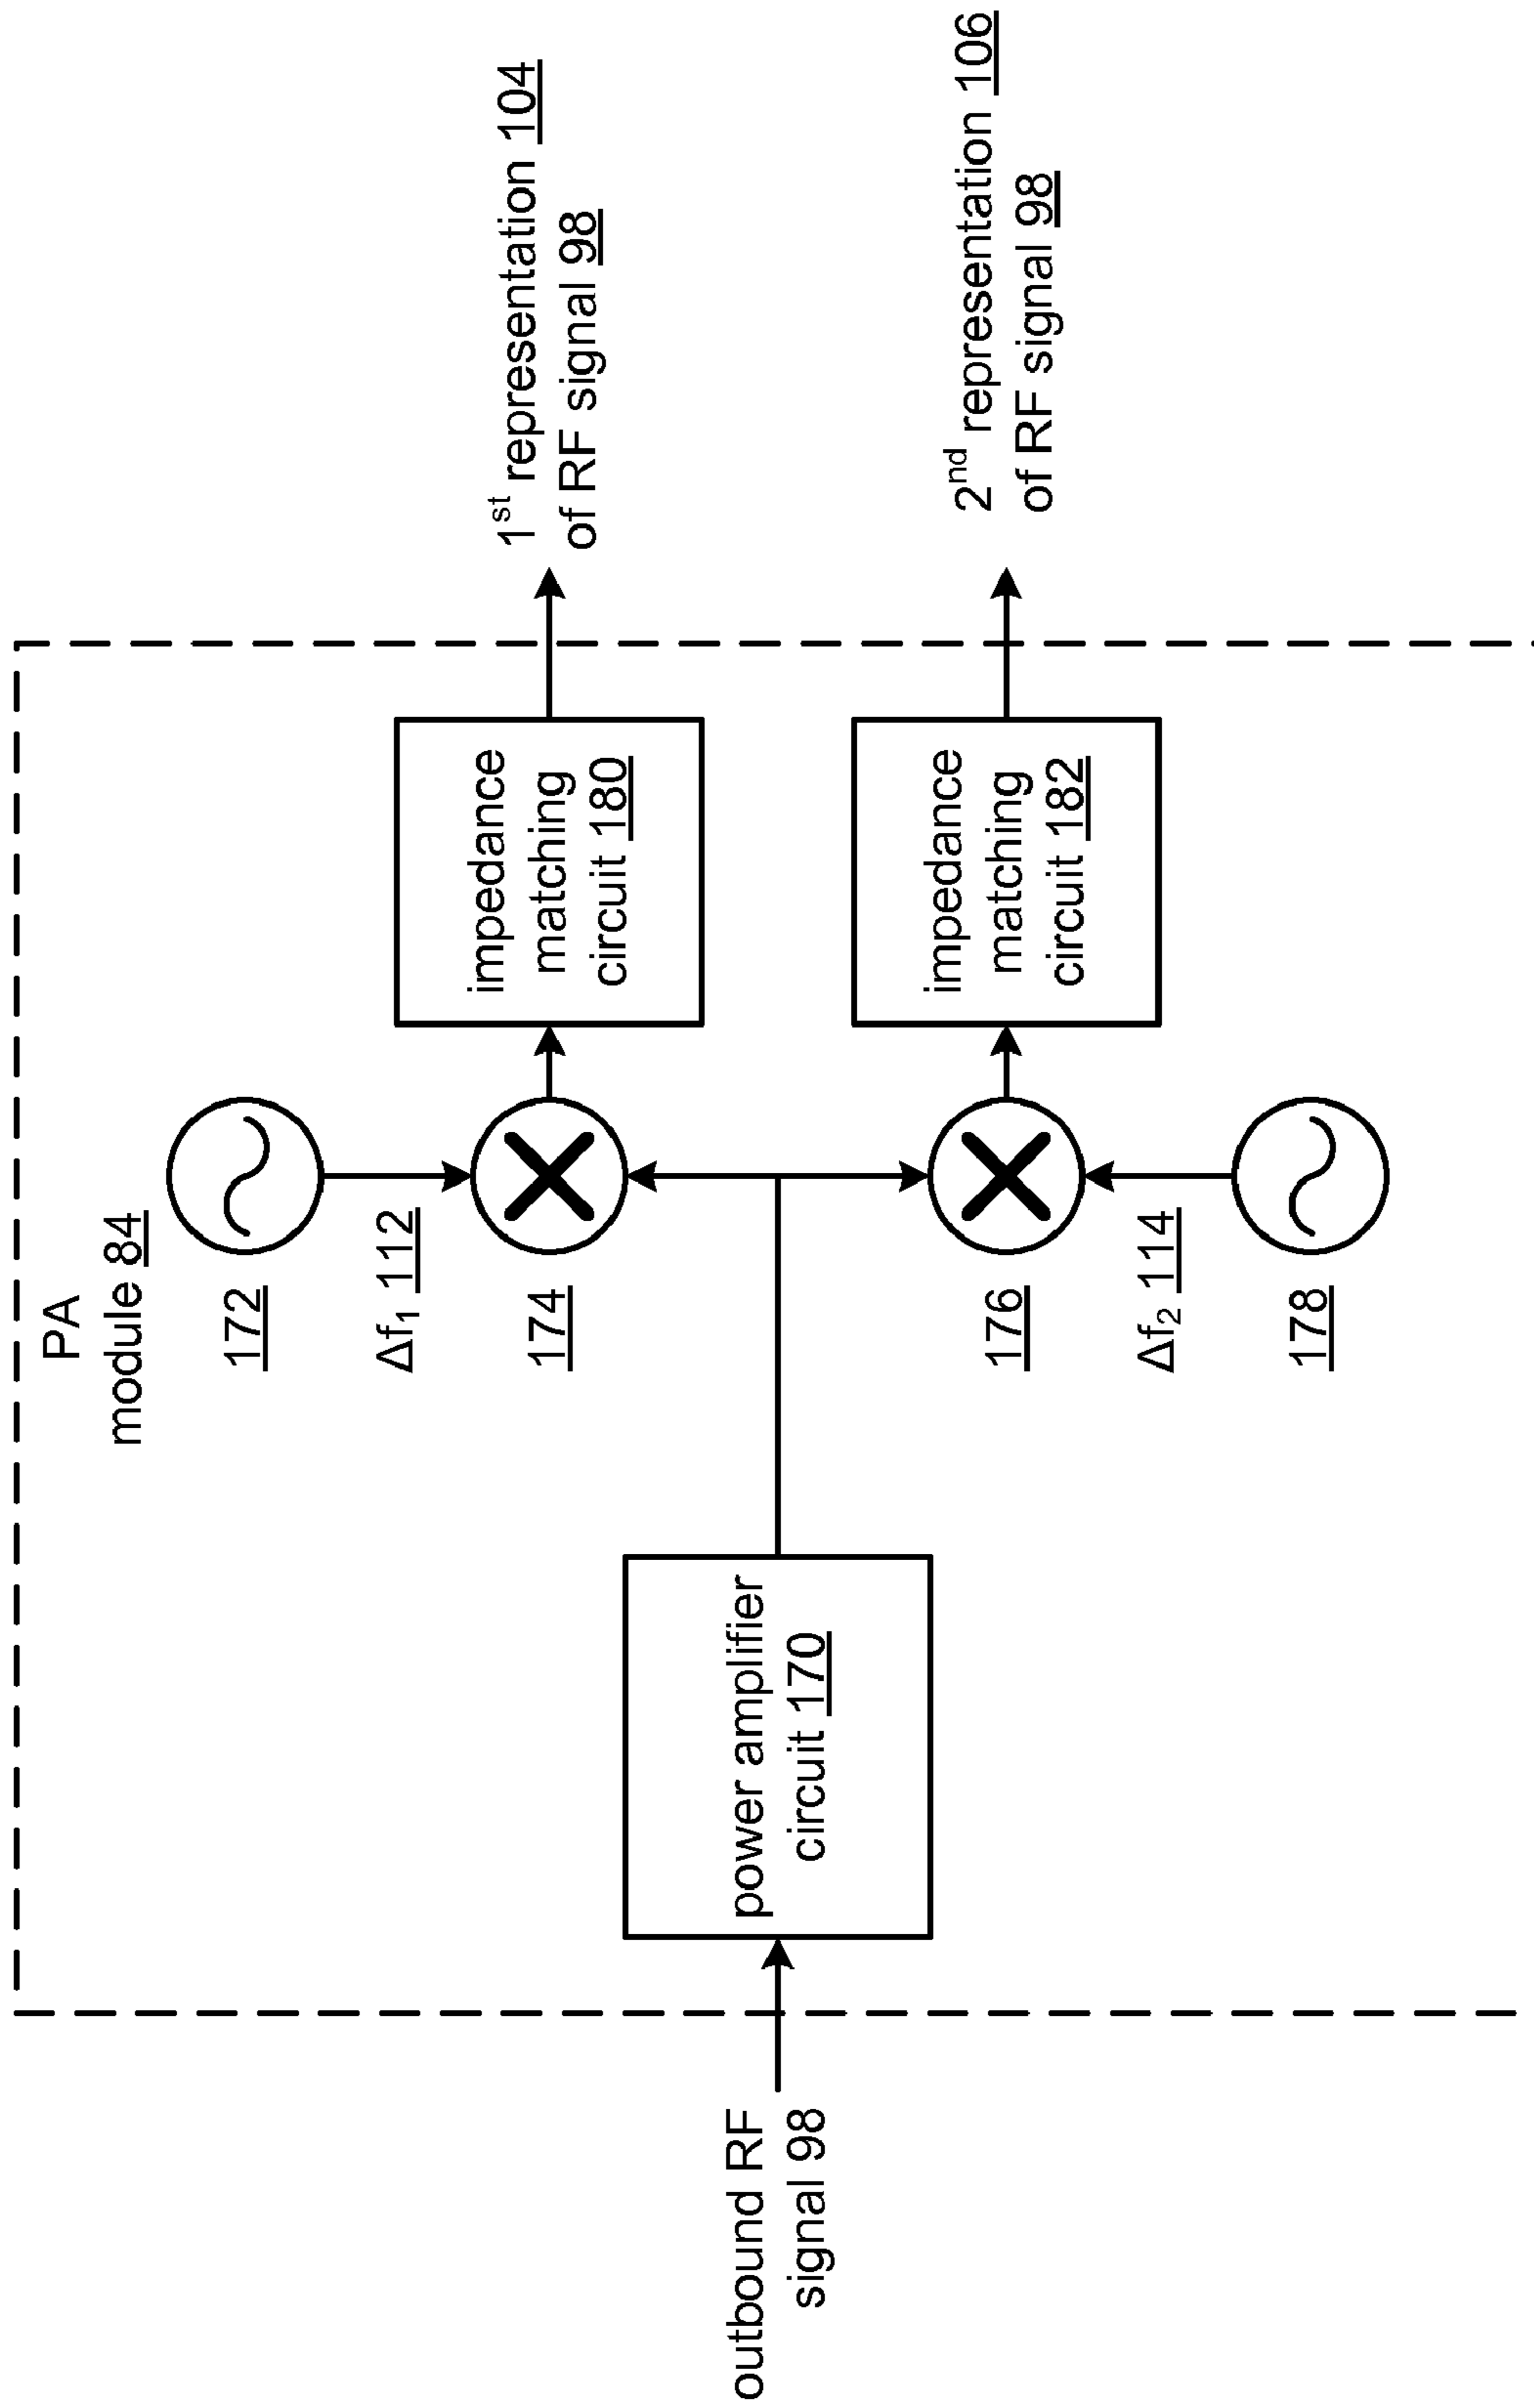 PA
module 84
172
Δf1 112
174
1st representation 104
of RF signal 98
impedance
matching
circuit 180
outbound RF
signal 98
power amplifier
circuit 170
176
Δf2 114
178
impedance
matching
circuit 182
2nd representation 106
of RF signal 98